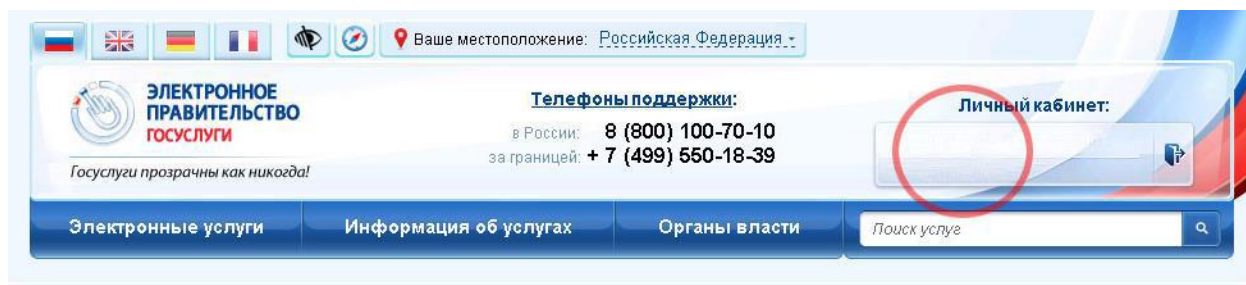 Ваше местоположение: Российская Федерация
ЭЛЕКТРОННОЕ
ПРАВИТЕЛЬСТВО
ГОСУСЛУГИ
Госуслуги прозрачны как никогда!
Телефоны поддержки:
в России: 8 (800) 100-70-10
за границей: + 7 (499) 550-18-39
Личный кабинет:
Электронные услуги
Информация об услугах
Органы власти
Поиск услуг